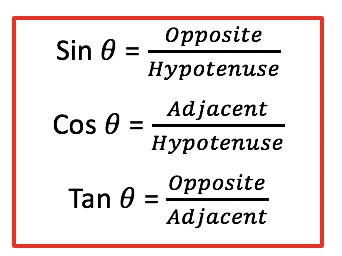 Sin θ = Opposite / Hypotenuse
Cos θ = Adjacent / Hypotenuse
Tan θ = Opposite / Adjacent